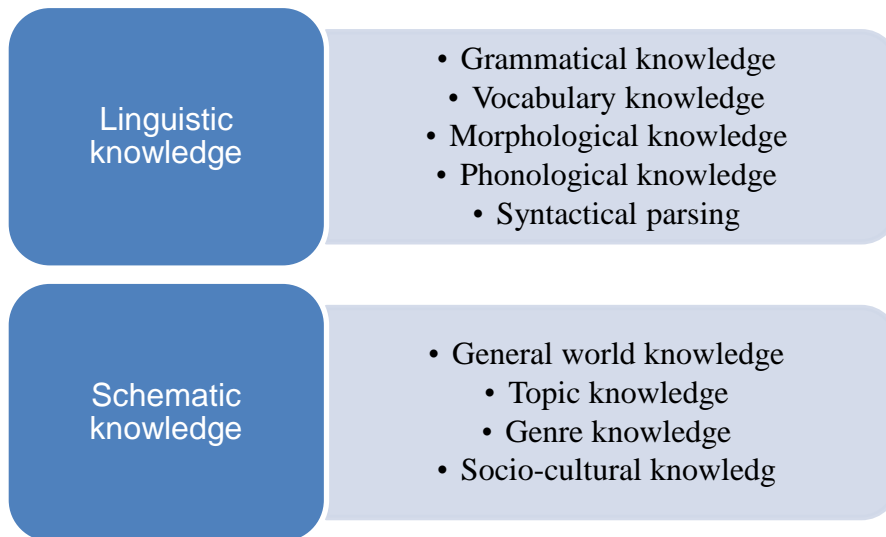 Linguistic
knowledge
• Grammatical knowledge
• Vocabulary knowledge
• Morphological knowledge
• Phonological knowledge
• Syntactical parsing
Schematic
knowledge
• General world knowledge
• Topic knowledge
• Genre knowledge
• Socio-cultural knowledg